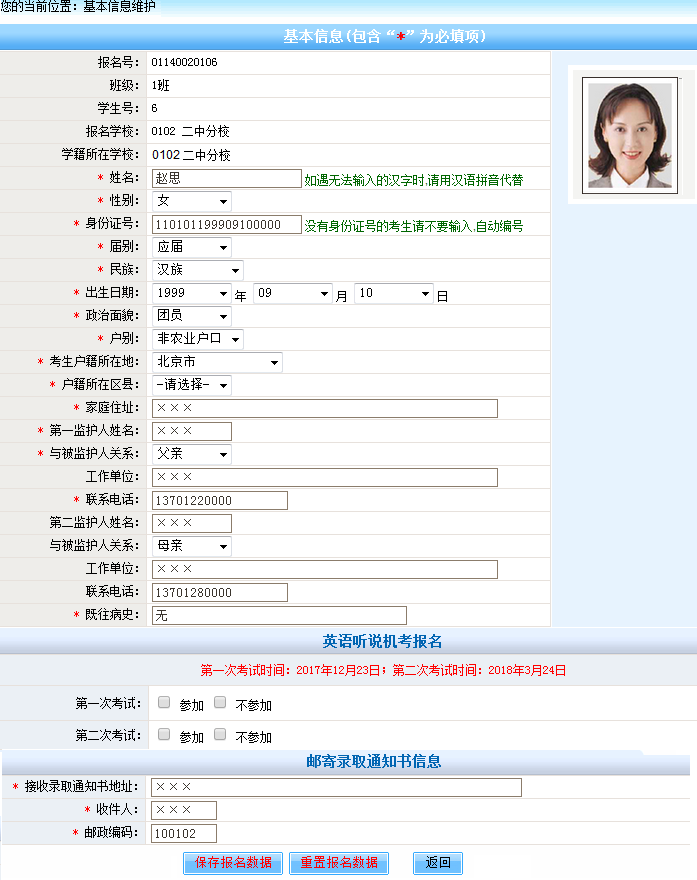 您的当前位置：基本信息维护
基本信息(包含“*”为必填项)
报名号： 01140020106
班级： 1班
学生号： 6
报名学校： 0102 二中分校
学籍所在学校： 0102 二中分校
* 姓名： 赵思 如遇无法输入的汉字时,请用汉语拼音代替
* 性别： 女
* 身份证号： 110101199909100000 没有身份证号的考生请不要输入,自动编号
* 届别： 应届
* 民族： 汉族
* 出生日期： 1999 年 09 月 10 日
* 政治面貌： 团员
* 户别： 非农业户口
* 考生户籍所在地： 北京市
* 户籍所在区县： -请选择-
* 家庭住址： ×××
* 第一监护人姓名： ×××
* 与被监护人关系： 父亲
工作单位： ×××
* 联系电话： 13701220000
第二监护人姓名： ×××
与被监护人关系： 母亲
工作单位： ×××
联系电话： 13701280000
* 既往病史： 无
英语听说机考报名
第一次考试时间：2017年12月23日；第二次考试时间：2018年3月24日
第一次考试： 参加 不参加
第二次考试： 参加 不参加
邮寄录取通知书信息
* 接收录取通知书地址： ×××
* 收件人： ×××
* 邮政编码： 100102
保存报名数据 重置报名数据 返回